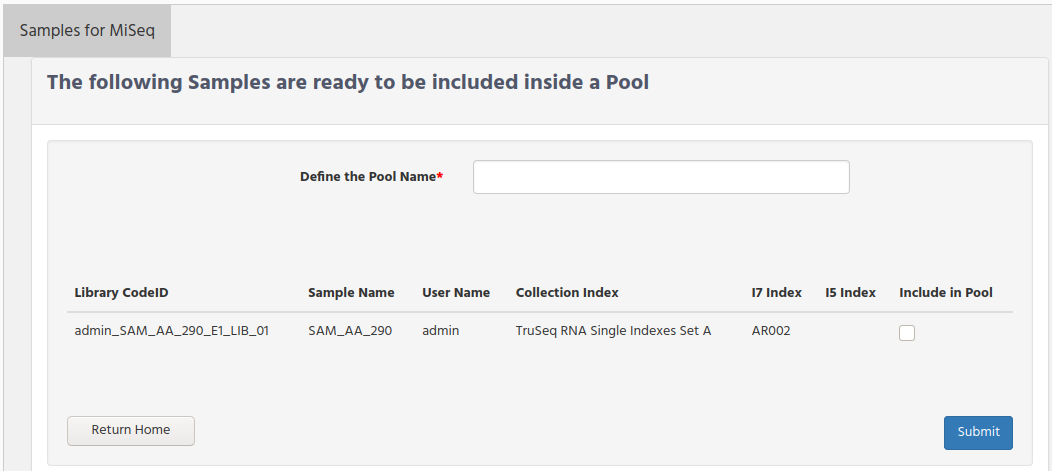 Samples for MiSeq
The following Samples are ready to be included inside a Pool
Define the Pool Name*
Library CodeID Sample Name User Name Collection Index I7 Index I5 Index Include in Pool
admin_SAM_AA_290_E1_LIB_01 SAM_AA_290 admin TruSeq RNA Single Indexes Set A AR002
Return Home Submit